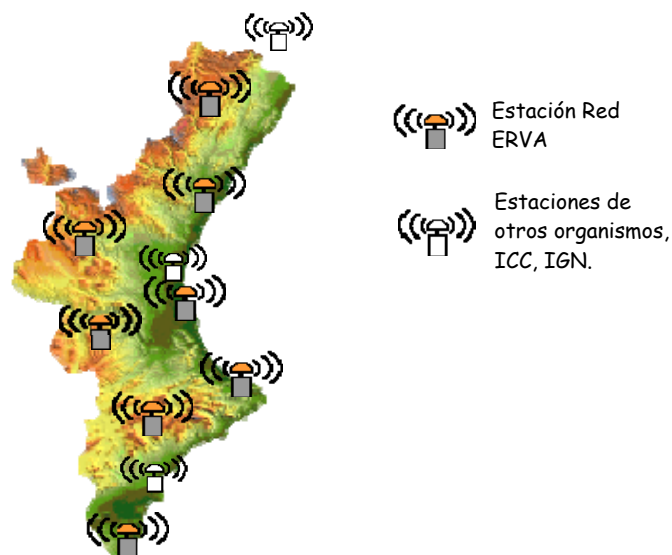 Estación Red
ERVA
Estaciones de
otros organismos,
ICC, IGN.